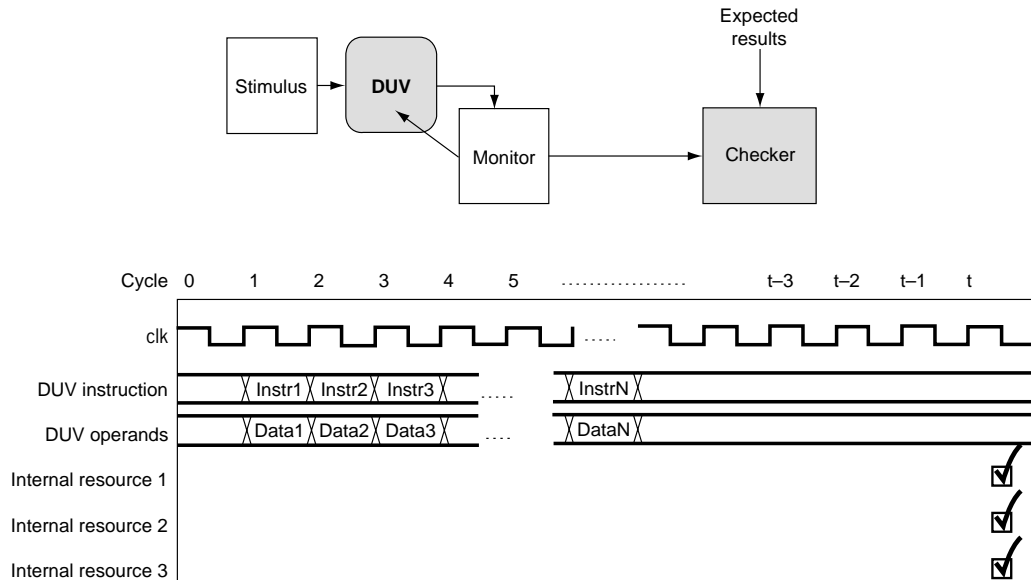 Expected
results
Stimulus
DUV
Monitor
Checker
Cycle 0 1 2 3 4 5 ................... t–3 t–2 t–1 t
clk .....
DUV instruction Instr1 Instr2 Instr3 ..... InstrN
DUV operands Data1 Data2 Data3 .... DataN
Internal resource 1
Internal resource 2
Internal resource 3